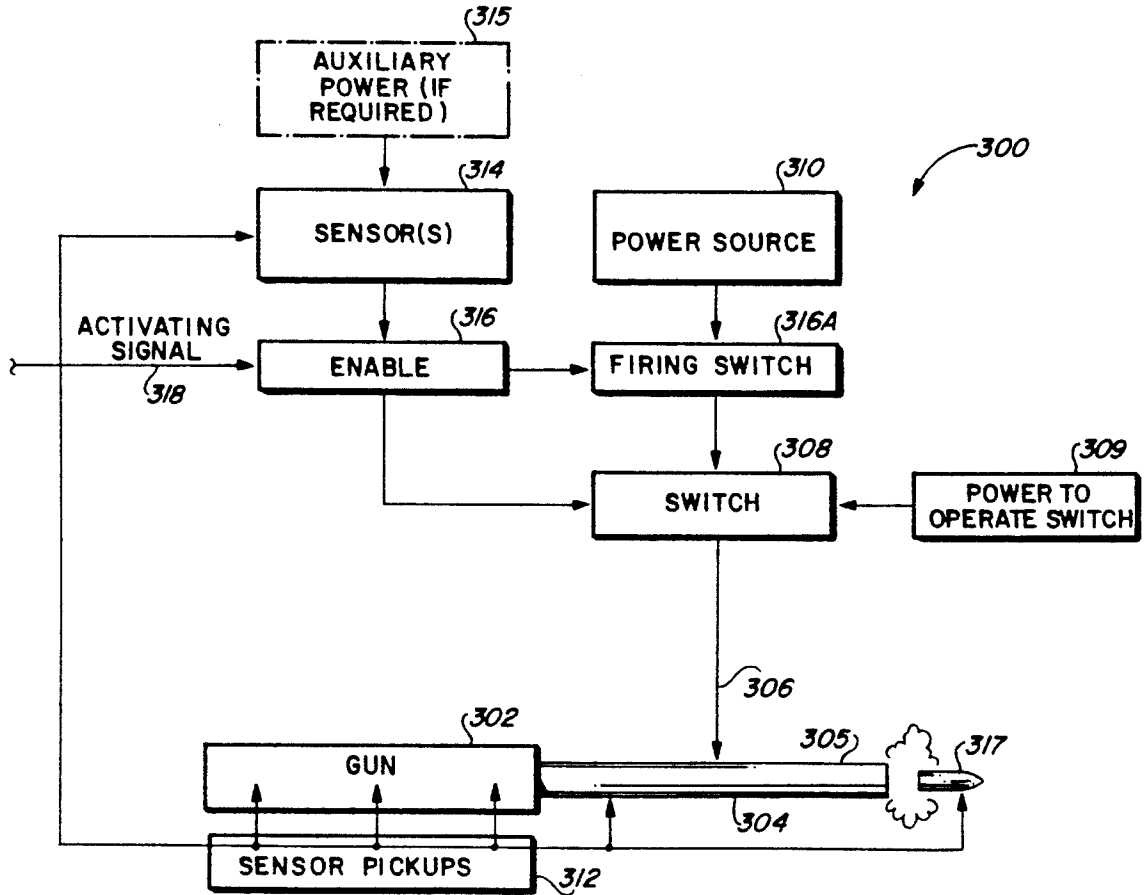 315
AUXILIARY
POWER (IF
REQUIRED)
300
314
SENSOR(S)
310
POWER SOURCE
ACTIVATING
SIGNAL
318
316
ENABLE
316A
FIRING SWITCH
308
SWITCH
309
POWER TO
OPERATE SWITCH
306
302
GUN
305
317
304
SENSOR PICKUPS
312